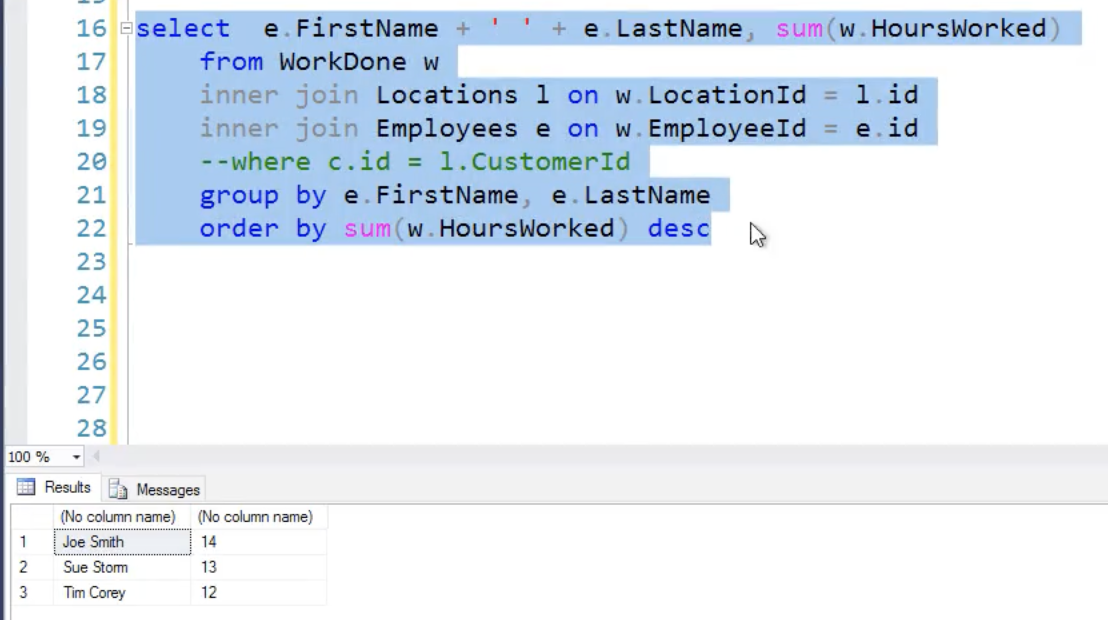 16 select  e.FirstName + ' ' + e.LastName, sum(w.HoursWorked)
17 from WorkDone w
18 inner join Locations l on w.LocationId = l.id
19 inner join Employees e on w.EmployeeId = e.id
20 --where c.id = l.CustomerId
21 group by e.FirstName, e.LastName
22 order by sum(w.HoursWorked) desc
23
24
25
26
27
28
100 %
Results Messages
(No column name) (No column name)
1 Joe Smith 14
2 Sue Storm 13
3 Tim Corey 12